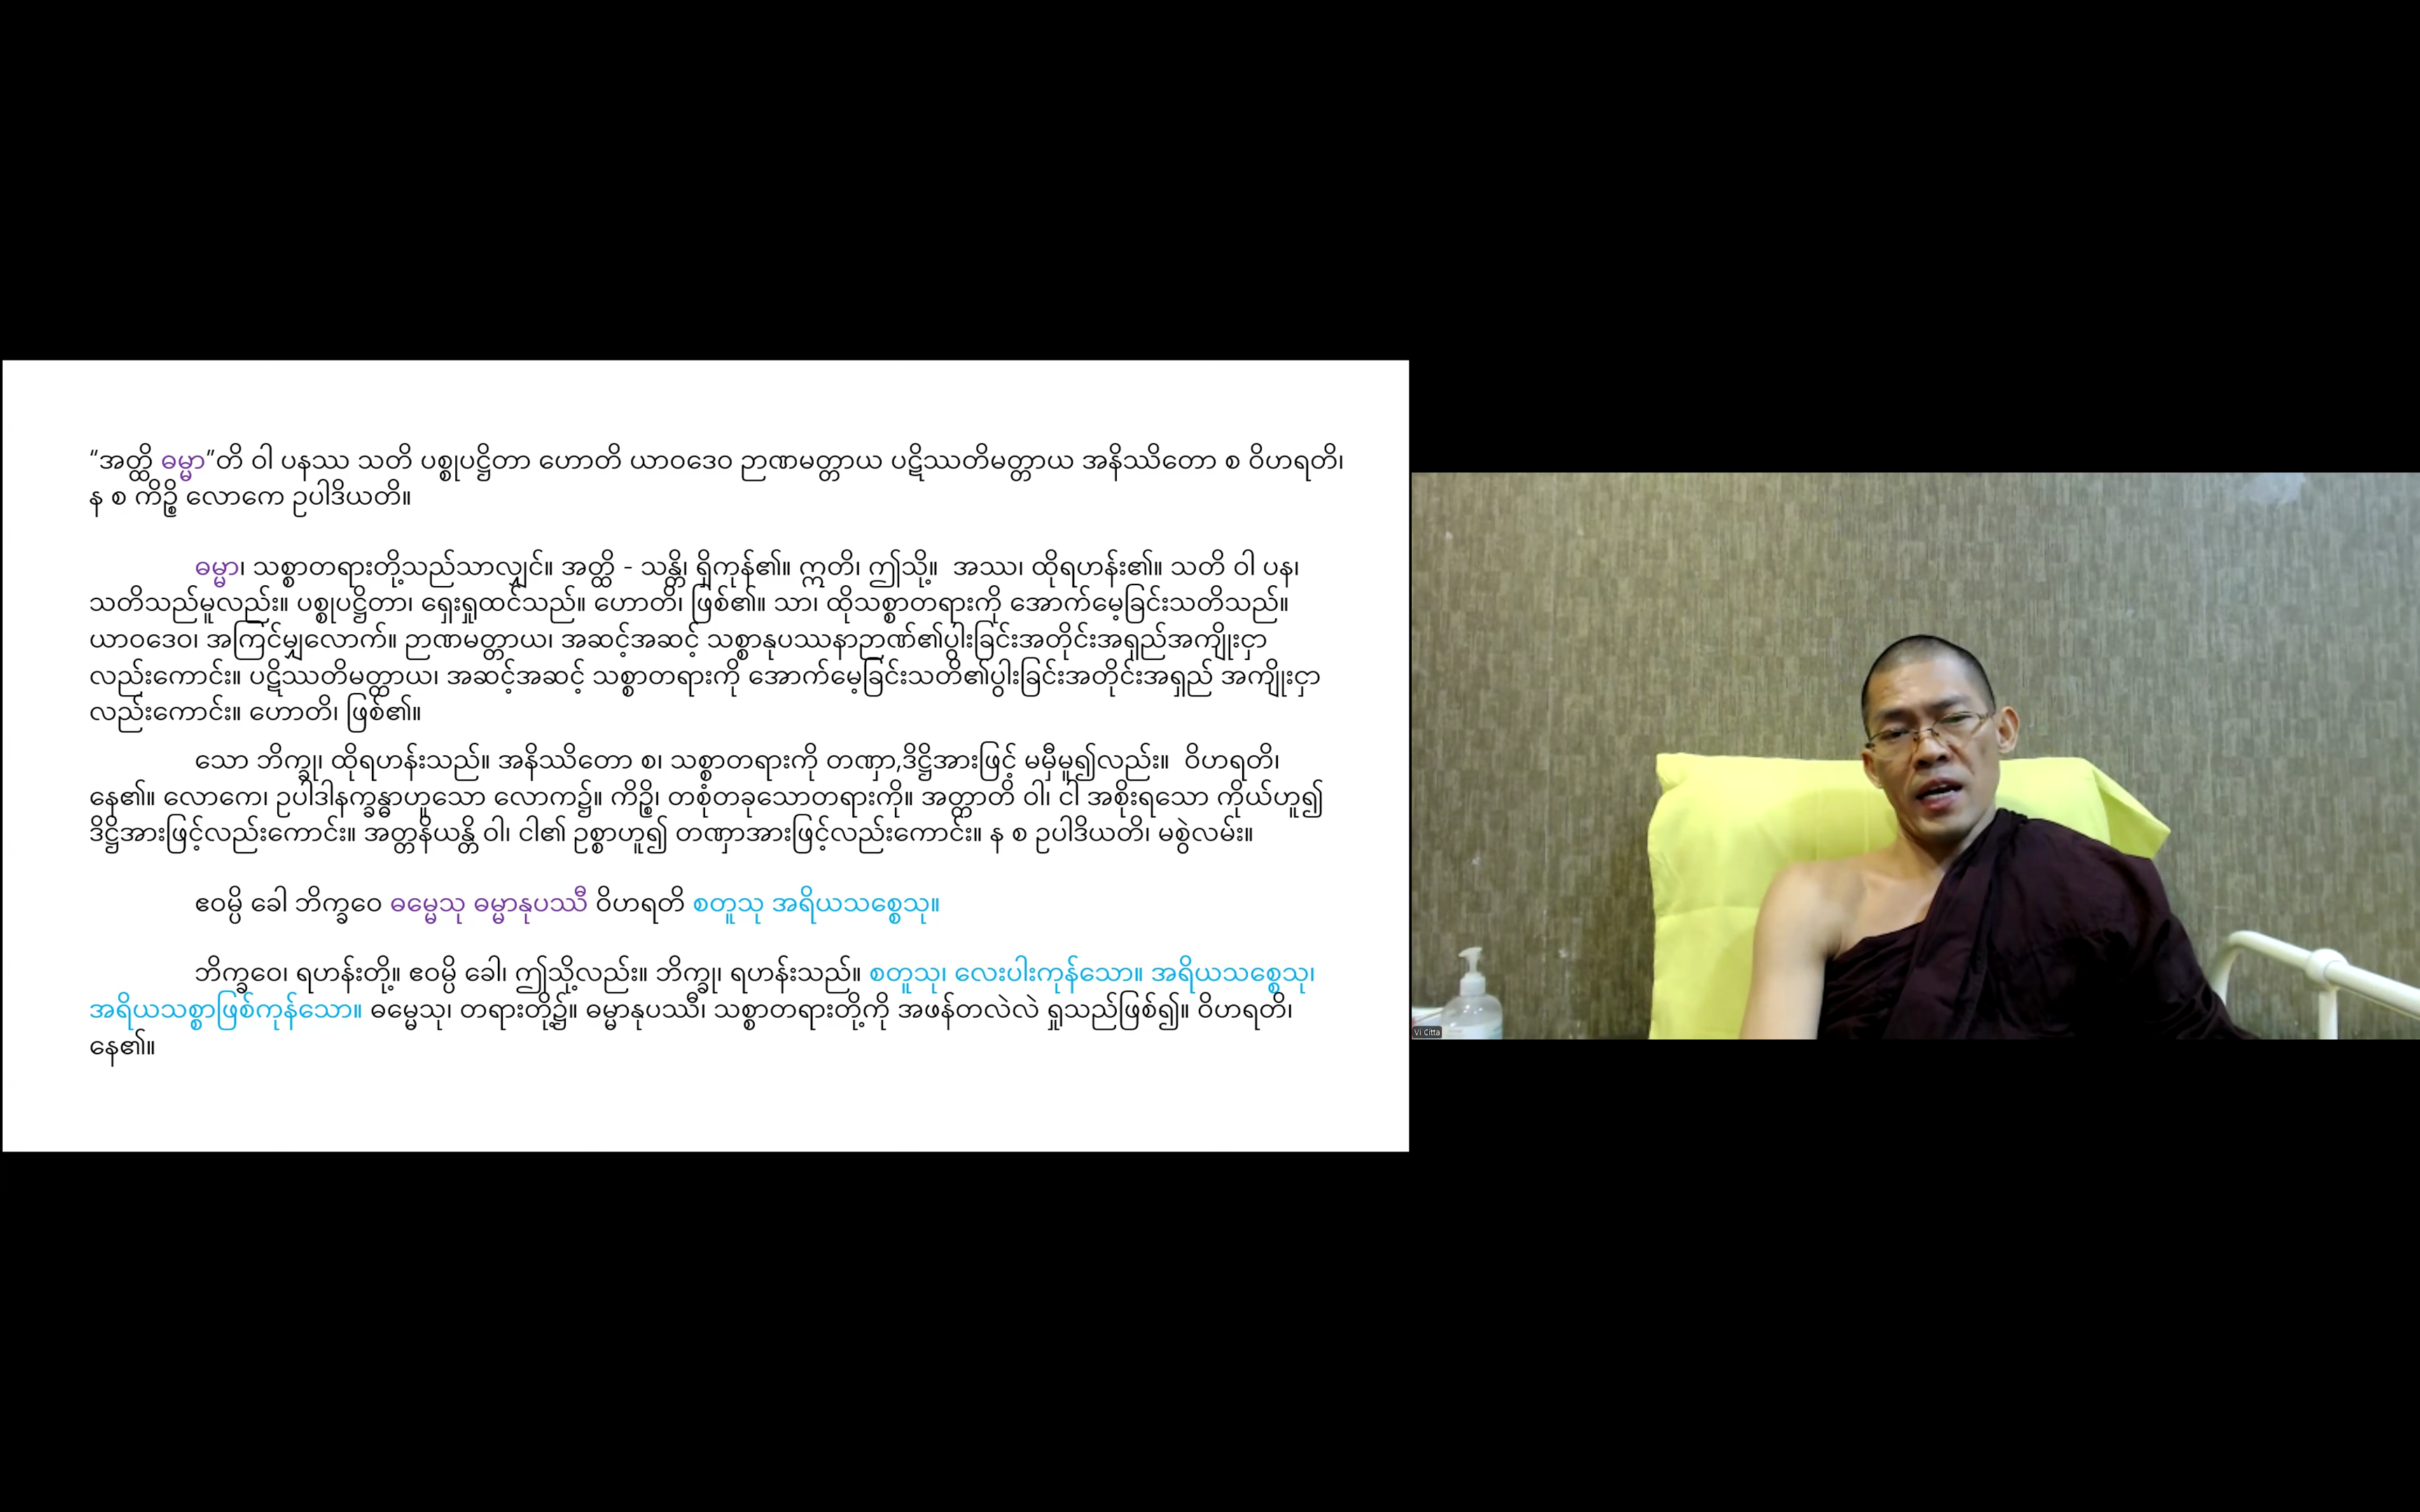 “အတ္ထိ ဓမ္မာ”တိ ဝါ ပနဿ သတိ ပစ္စုပဋ္ဌိတာ ဟောတိ ယာဝဒေဝ ဉာဏမတ္တာယ ပဋိဿတိမတ္တာယ အနိဿိတော စ ဝိဟရတိ၊
န စ ကိဉ္စိ လောကေ ဥပါဒိယတိ။
ဓမ္မာ၊ သစ္စာတရားတို့သည်သာလျှင်။ အတ္ထိ - သန္တိ၊ ရှိကုန်၏။ ဣတိ၊ ဤသို့။ အဿ၊ ထိုရဟန်း၏။ သတိ ဝါ ပန၊
သတိသည်မူလည်း။ ပစ္စုပဋ္ဌိတာ၊ ရှေးရှုထင်သည်။ ဟောတိ၊ ဖြစ်၏။ သာ၊ ထိုသစ္စာတရားကို အောက်မေ့ခြင်းသတိသည်။
ယာဝဒေဝ၊ အကြင်မျှလောက်။ ဉာဏမတ္တာယ၊ အဆင့်အဆင့် သစ္စာနုပဿနာဉာဏ်၏ပွါးခြင်းအတိုင်းအရှည်အကျိုးငှာ
လည်းကောင်း။ ပဋိဿတိမတ္ထာယ၊ အဆင့်အဆင့် သစ္စာတရားကို အောက်မေ့ခြင်းသတိ၏ပွါးခြင်းအတိုင်းအရှည် အကျိုးငှာ
လည်းကောင်း။ ဟောတိ၊ ဖြစ်၏။
သော ဘိက္ခု၊ ထိုရဟန်းသည်။ အနိဿိတော စ၊ သစ္စာတရားကို တဏှာ,ဒိဋ္ဌိအားဖြင့် မမှီမူ၍လည်း။ ဝိဟရတိ၊
နေ၏။ လောကေ၊ ဥပါဒါနက္ခန္ဓာဟူသော လောက၌။ ကိဉ္စိ၊ တစုံတခုသောတရားကို။ အတ္တာတိ ဝါ၊ ငါ အစိုးရသော ကိုယ်ဟူ၍
ဒိဋ္ဌိအားဖြင့်လည်းကောင်း။ အတ္တနိယန္တိ ဝါ၊ ငါ၏ ဥစ္စာဟူ၍ တဏှာအားဖြင့်လည်းကောင်း။ န စ ဥပါဒိယတိ၊ မစွဲလမ်း။
ဧဝမ္ပိ ခေါ ဘိက္ခဝေ ဓမ္မေသု ဓမ္မာနုပဿီ ဝိဟရတိ စတူသု အရိယသစ္စေသု။
ဘိက္ခဝေ၊ ရဟန်းတို့။ ဧဝမ္ပိ ခေါ၊ ဤသို့လည်း။ ဘိက္ခု၊ ရဟန်းသည်။ စတူသု၊ လေးပါးကုန်သော။ အရိယသစ္စေသု၊
အရိယသစ္စာဖြစ်ကုန်သော။ ဓမ္မေသု၊ တရားတို့၌။ ဓမ္မာနုပဿီ၊ သစ္စာတရားတို့ကို အဖန်တလဲလဲ ရှုသည်ဖြစ်၍။ ဝိဟရတိ၊
နေ၏။
Vi Citta